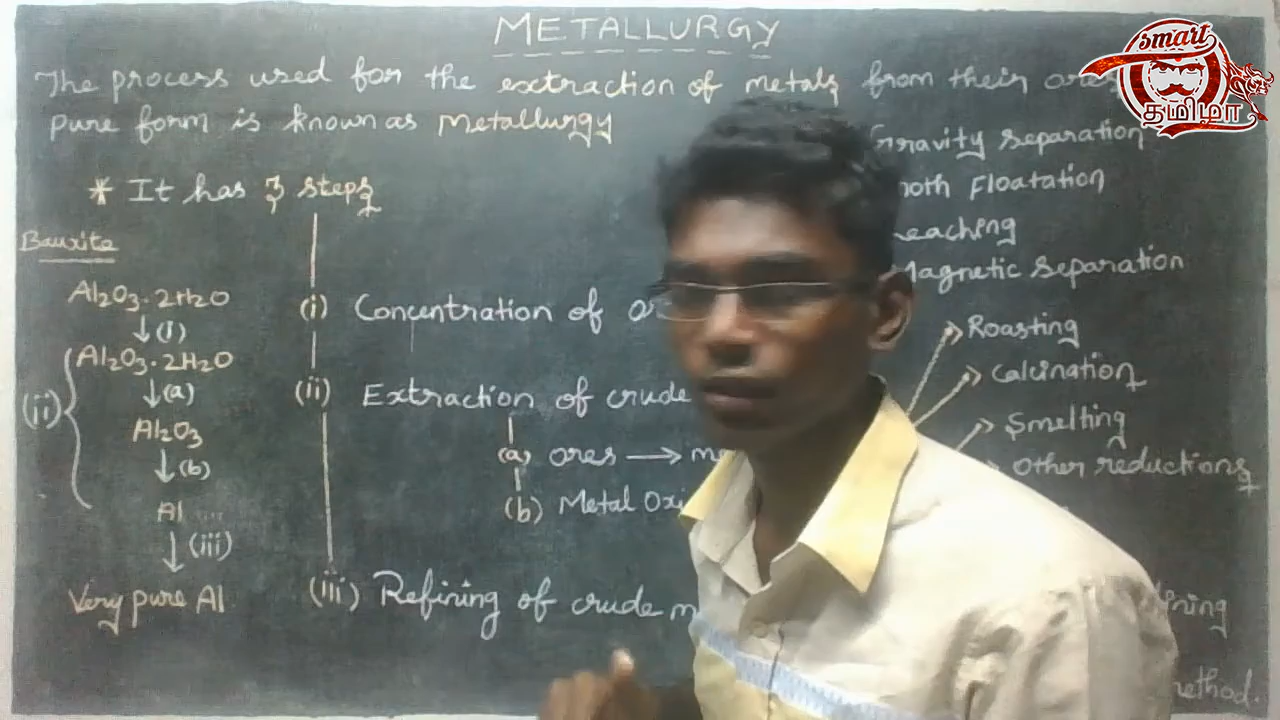 METALLURGY
The process used for the extraction of metals from their ores
pure form is known as Metallurgy
* It has 3 steps
Bauxite
Al₂O₃·2H₂O
↓(i)
(ii) Al₂O₃·2H₂O
↓(a)
Al₂O₃
↓(b)
Al
↓(iii)
Very pure Al
(i) Concentration of
(ii) Extraction of crude
(a) ores →
(b) Metal
(iii) Refining of crude
Gravity separation
Floatation
Leaching
Magnetic Separation
Roasting
Calcination
Smelting
Other reductions
method.
smart
தமிழா